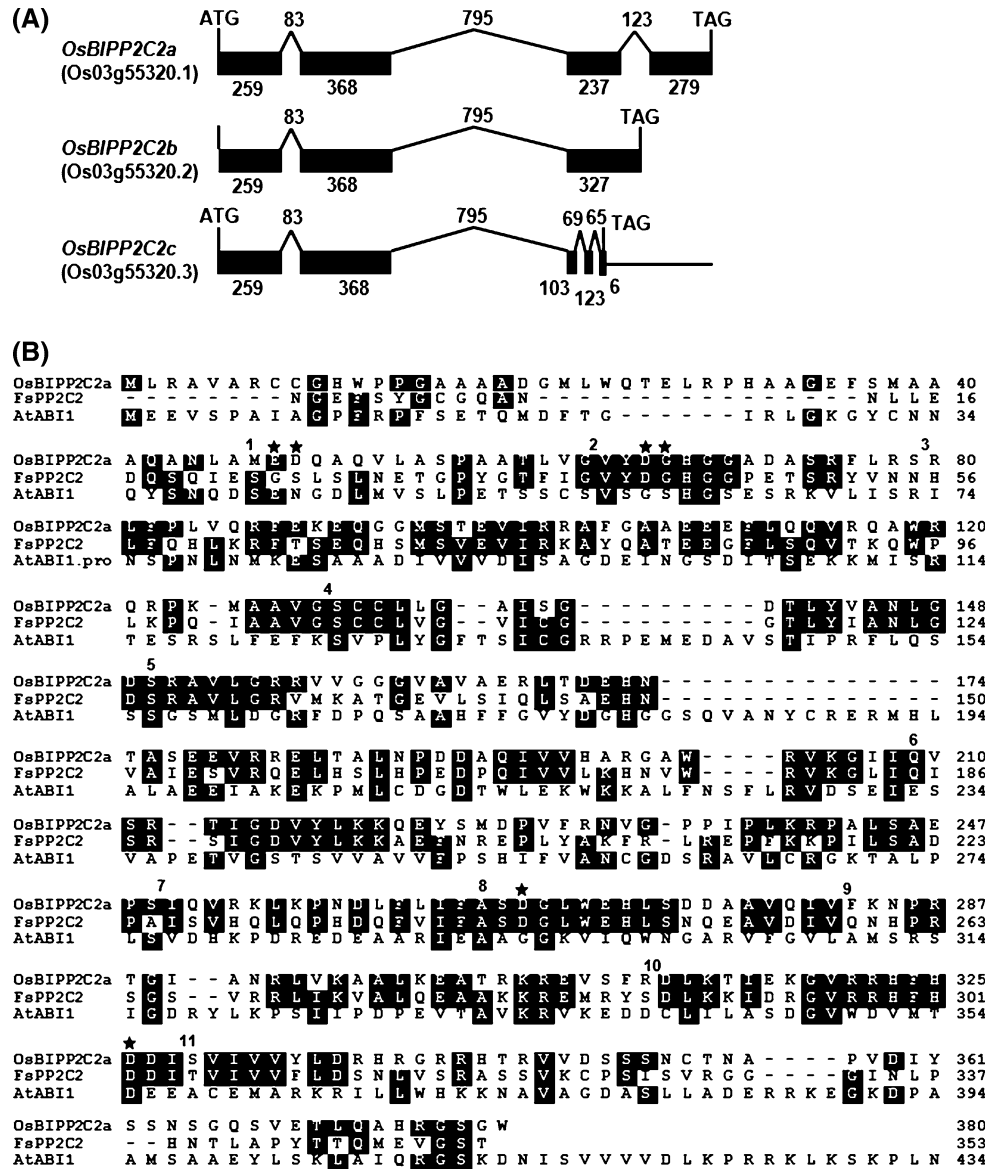 (A)
ATG 83 795 123 TAG
OsBIPP2C2a
(Os03g55320.1)
259 368 237 279
83 795 TAG
OsBIPP2C2b
(Os03g55320.2)
259 368 327
ATG 83 795 69 65 TAG
OsBIPP2C2c
(Os03g55320.3)
259 368 103 123 6
(B)
OsBIPP2C2a M L R A V A R C C G H W P P G A A A A D G M L W Q T E L R P H A A G E F S M A A 40
FsPP2C2 - - - - - - - - N G E F S Y G C G Q A N - - - - - - - - - - - - - - - - N L L E 16
AtABI1 M E E V S P A I A G P F R P F S E T Q M D F T G - - - - - - I R L G K G Y C N N 34
1 ★ ★ 2 ★ ★ 3
OsBIPP2C2a A Q A N L A M E D Q A Q V L A S P A A T L V G V Y D G H G G A D A S R F L R S R 80
FsPP2C2 D Q S Q I E S G S L S L N E T G P Y G T F I G V Y D G H G G P E T S R Y V N N H 56
AtABI1 Q Y S N Q D S E N G D L M V S L P E T S S C S V S G S H G S E S R K V L I S R I 74
OsBIPP2C2a L F P L V Q R F E K E Q G G M S T E V I R R A F G A A E E E F L Q Q V R Q A W R 120
FsPP2C2 L F Q H L K R F T S E Q H S M S V E V I R K A Y Q A T E E G F L S Q V T K Q W P 96
AtABI1.pro N S P N L N M K E S A A A D I V V V D I S A G D E I N G S D I T S E K K M I S R 114
4
OsBIPP2C2a Q R P K - M A A V G S C C L L G - - A I S G - - - - - - - - - D T L Y V A N L G 148
FsPP2C2 L K P Q - I A A V G S C C L V G - - V I C G - - - - - - - - - G T L Y I A N L G 124
AtABI1 T E S R S L F E F K S V P L Y G F T S I C G R R P E M E D A V S T I P R F L Q S 154
5
OsBIPP2C2a D S R A V L G R R V V G G G V A V A E R L T D E H N - - - - - - - - - - - - - - 174
FsPP2C2 D S R A V L G R V M K A T G E V L S I Q L S A E H N - - - - - - - - - - - - - - 150
AtABI1 S S G S M L D G R F D P Q S A A H F F G V Y D G H G G S Q V A N Y C R E R M H L 194
6
OsBIPP2C2a T A S E E V R R E L T A L N P D D A Q I V V H A R G A W - - - - R V K G I I Q V 210
FsPP2C2 V A I E S V R Q E L H S L H P E D P Q I V V L K H N V W - - - - R V K G L I Q I 186
AtABI1 A L A E E I A K E K P M L C D G D T W L E K W K K A L F N S F L R V D S E I E S 234
OsBIPP2C2a S R - - T I G D V Y L K K Q E Y S M D P V F R N V G - P P I P L K R P A L S A E 247
FsPP2C2 S R - - S I G D V Y L K K A E F N R E P L Y A K F R - L R E P F K K P I L S A D 223
AtABI1 V A P E T V G S T S V V A V V F P S H I F V A N C G D S R A V L C R G K T A L P 274
7 8 ★ 9
OsBIPP2C2a P S I Q V R K L K P N D L F L I F A S D G L W E H L S D D A A V Q I V F K N P R 287
FsPP2C2 P A I S V H Q L Q P H D Q F V I F A S D G L W E H L S N Q E A V D I V Q N H P R 263
AtABI1 L S V D H K P D R E D E A A R I E A A G G K V I Q W N G A R V F G V L A M S R S 314
10
OsBIPP2C2a T G I - - A N R L V K A A L K E A T R K R E V S F R D L K T I E K G V R R H F H 325
FsPP2C2 S G S - - V R R L I K V A L Q E A A K K R E M R Y S D L K K I D R G V R R H F H 301
AtABI1 I G D R Y L K P S I I P D P E V T A V K R V K E D D C L I L A S D G V W D V M T 354
★ 11
OsBIPP2C2a D D I S V I V V Y L D R H R G R R H T R V V D S S S N C T N A - - - - P V D I Y 361
FsPP2C2 D D I T V I V V F L D S N L V S R A S S V K C P S I S V R G G - - - - G I N L P 337
AtABI1 D E E A C E M A R K R I L L W H K K N A V A G D A S L L A D E R R K E G K D P A 394
OsBIPP2C2a S S N S G Q S V E T L Q A H R G S G W 380
FsPP2C2 - - H N T L A P Y T T Q M E V G S T 353
AtABI1 A M S A A E Y L S K L A I Q R G S K D N I S V V V V D L K P R R K L K S K P L N 434